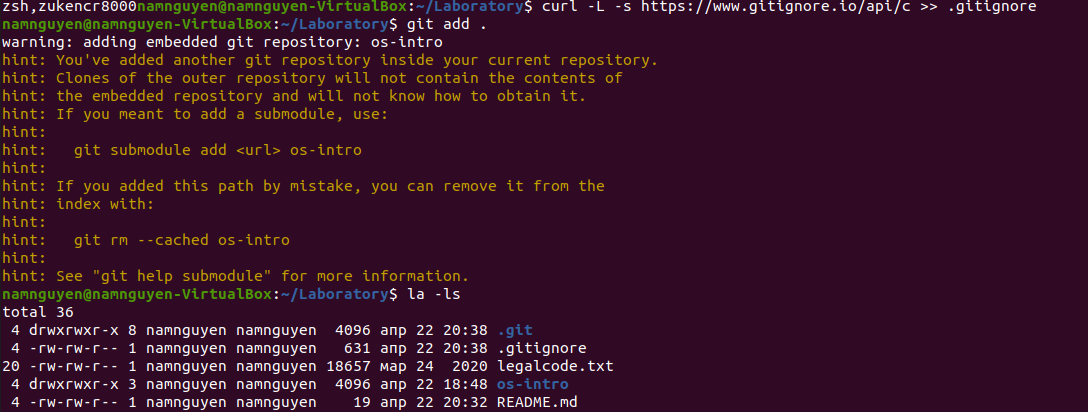 zsh,zukencr8000namnguyen@namnguyen-VirtualBox:~/Laboratory$ curl -L -s https://www.gitignore.io/api/c >> .gitignore
namnguyen@namnguyen-VirtualBox:~/Laboratory$ git add .
warning: adding embedded git repository: os-intro
hint: You've added another git repository inside your current repository.
hint: Clones of the outer repository will not contain the contents of
hint: the embedded repository and will not know how to obtain it.
hint: If you meant to add a submodule, use:
hint:
hint:   git submodule add <url> os-intro
hint:
hint: If you added this path by mistake, you can remove it from the
hint: index with:
hint:
hint:   git rm --cached os-intro
hint:
hint: See "git help submodule" for more information.
namnguyen@namnguyen-VirtualBox:~/Laboratory$ la -ls
total 36
 4 drwxrwxr-x 8 namnguyen namnguyen  4096 апр 22 20:38 .git
 4 -rw-rw-r-- 1 namnguyen namnguyen   631 апр 22 20:38 .gitignore
20 -rw-rw-r-- 1 namnguyen namnguyen 18657 мар 24  2020 legalcode.txt
 4 drwxrwxr-x 3 namnguyen namnguyen  4096 апр 22 18:48 os-intro
 4 -rw-rw-r-- 1 namnguyen namnguyen    19 апр 22 20:32 README.md